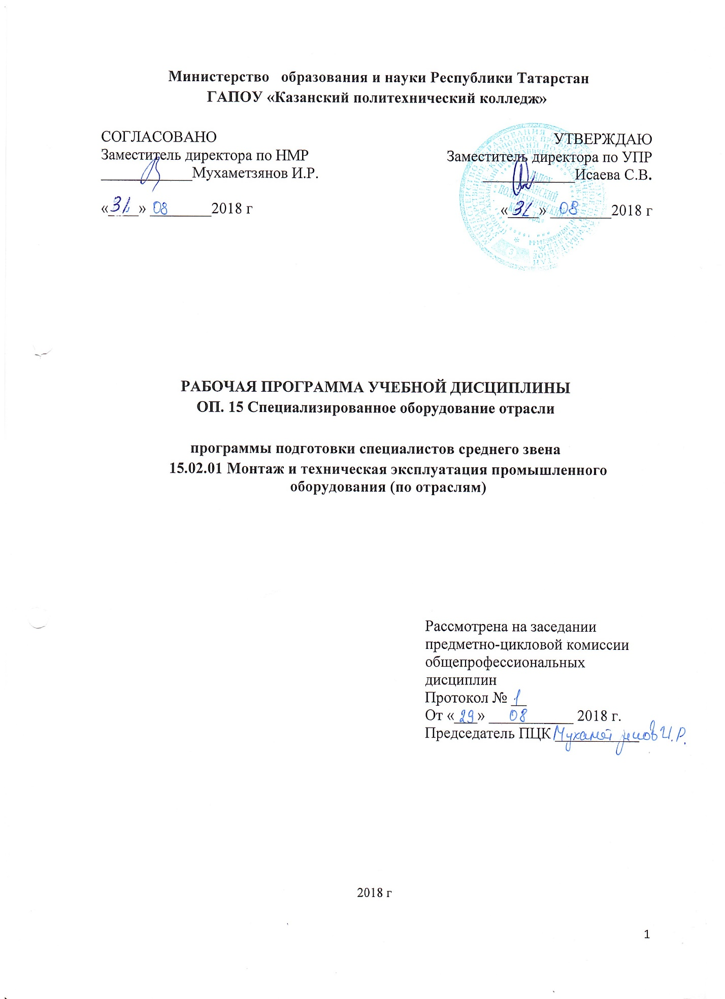 Министерство образования и науки Республики Татарстан
ГАПОУ «Казанский политехнический колледж»
СОГЛАСОВАНО
Заместитель директора по НМР
____________Мухаметзянов И.Р.
«31» 08 2018 г
УТВЕРЖДАЮ
Заместитель директора по УПР
____________Исаева С.В.
«31» 08 2018 г
РАБОЧАЯ ПРОГРАММА УЧЕБНОЙ ДИСЦИПЛИНЫ
ОП. 15 Специализированное оборудование отрасли
программы подготовки специалистов среднего звена
15.02.01 Монтаж и техническая эксплуатация промышленного
оборудования (по отраслям)
Рассмотрена на заседании
предметно-цикловой комиссии
общепрофессиональных
дисциплин
Протокол № 1
От «29» 08 2018 г.
Председатель ПЦК Мухаметзянов И.Р.
2018 г
1